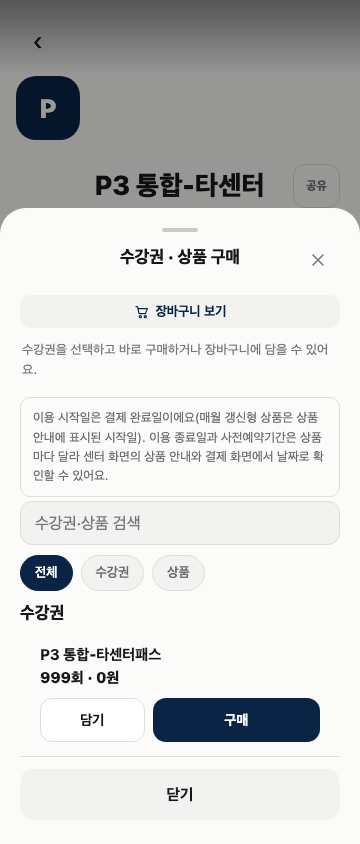 P
P3 통합-타센터
공유
수강권 · 상품 구매
장바구니 보기
수강권을 선택하고 바로 구매하거나 장바구니에 담을 수 있어
요.
이용 시작일은 결제 완료일이에요(매월 갱신형 상품은 상품
안내에 표시된 시작일). 이용 종료일과 사전예약기간은 상품
마다 달라 센터 화면의 상품 안내와 결제 화면에서 날짜로 확
인할 수 있어요.
수강권·상품 검색
전체
수강권
상품
수강권
P3 통합-타센터패스
999회 · 0원
담기
구매
닫기